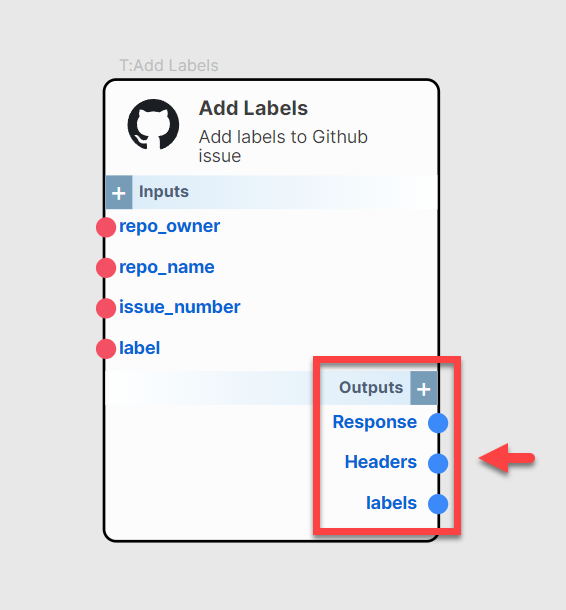 T:Add Labels
Add Labels
Add labels to Github
issue
+ Inputs
repo_owner
repo_name
issue_number
label
Outputs +
Response
Headers
labels